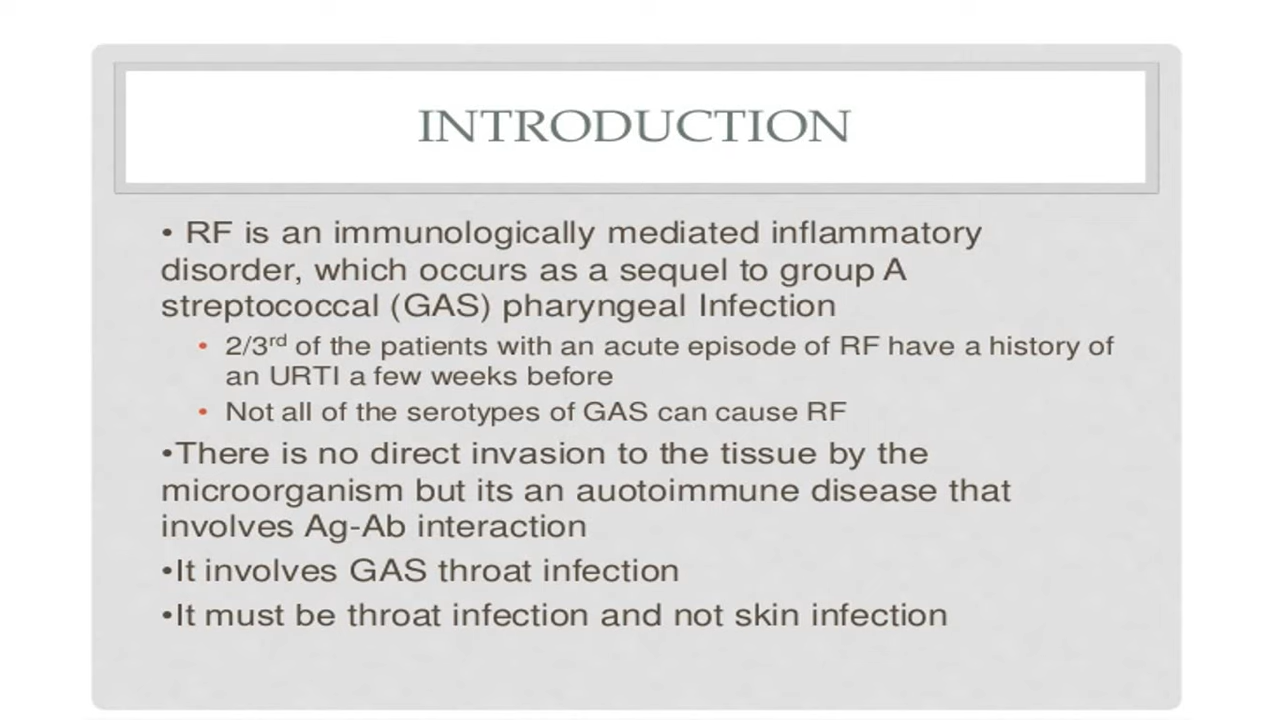 INTRODUCTION
• RF is an immunologically mediated inflammatory
disorder, which occurs as a sequel to group A
streptococcal (GAS) pharyngeal Infection
• 2/3rd of the patients with an acute episode of RF have a history of
an URTI a few weeks before
• Not all of the serotypes of GAS can cause RF
•There is no direct invasion to the tissue by the
microorganism but its an auotoimmune disease that
involves Ag-Ab interaction
•It involves GAS throat infection
•It must be throat infection and not skin infection